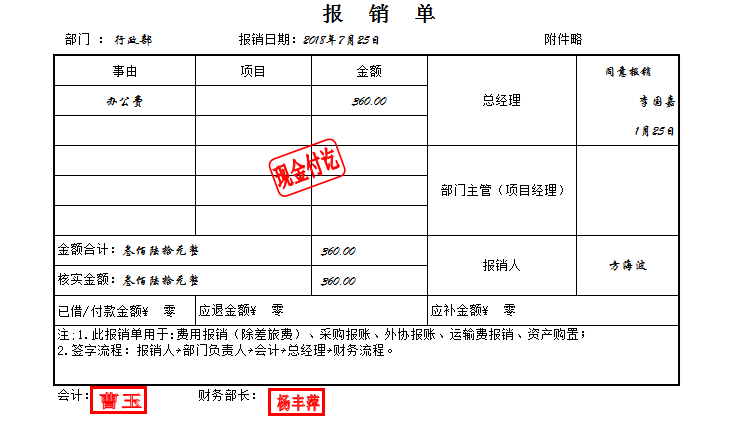 报 销 单
部门 : 行政部 报销日期: 2018年7月25日 附件略
事由 项目 金额 总经理 同意报销
李国嘉
1月25日
办公费 360.00
现金付讫
部门主管(项目经理)
金额合计: 叁佰陆拾元整 360.00 报销人 方海波
核实金额: 叁佰陆拾元整 360.00
已借/付款金额¥ 零 应退金额¥ 零 应补金额¥ 零
注;1.此报销单用于:费用报销(除差旅费)、采购报账、外协报账、运输费报销、资产购置;
2.签字流程: 报销人→部门负责人→会计→总经理→财务流程。
会计: 曹玉 财务部长: 杨丰萍